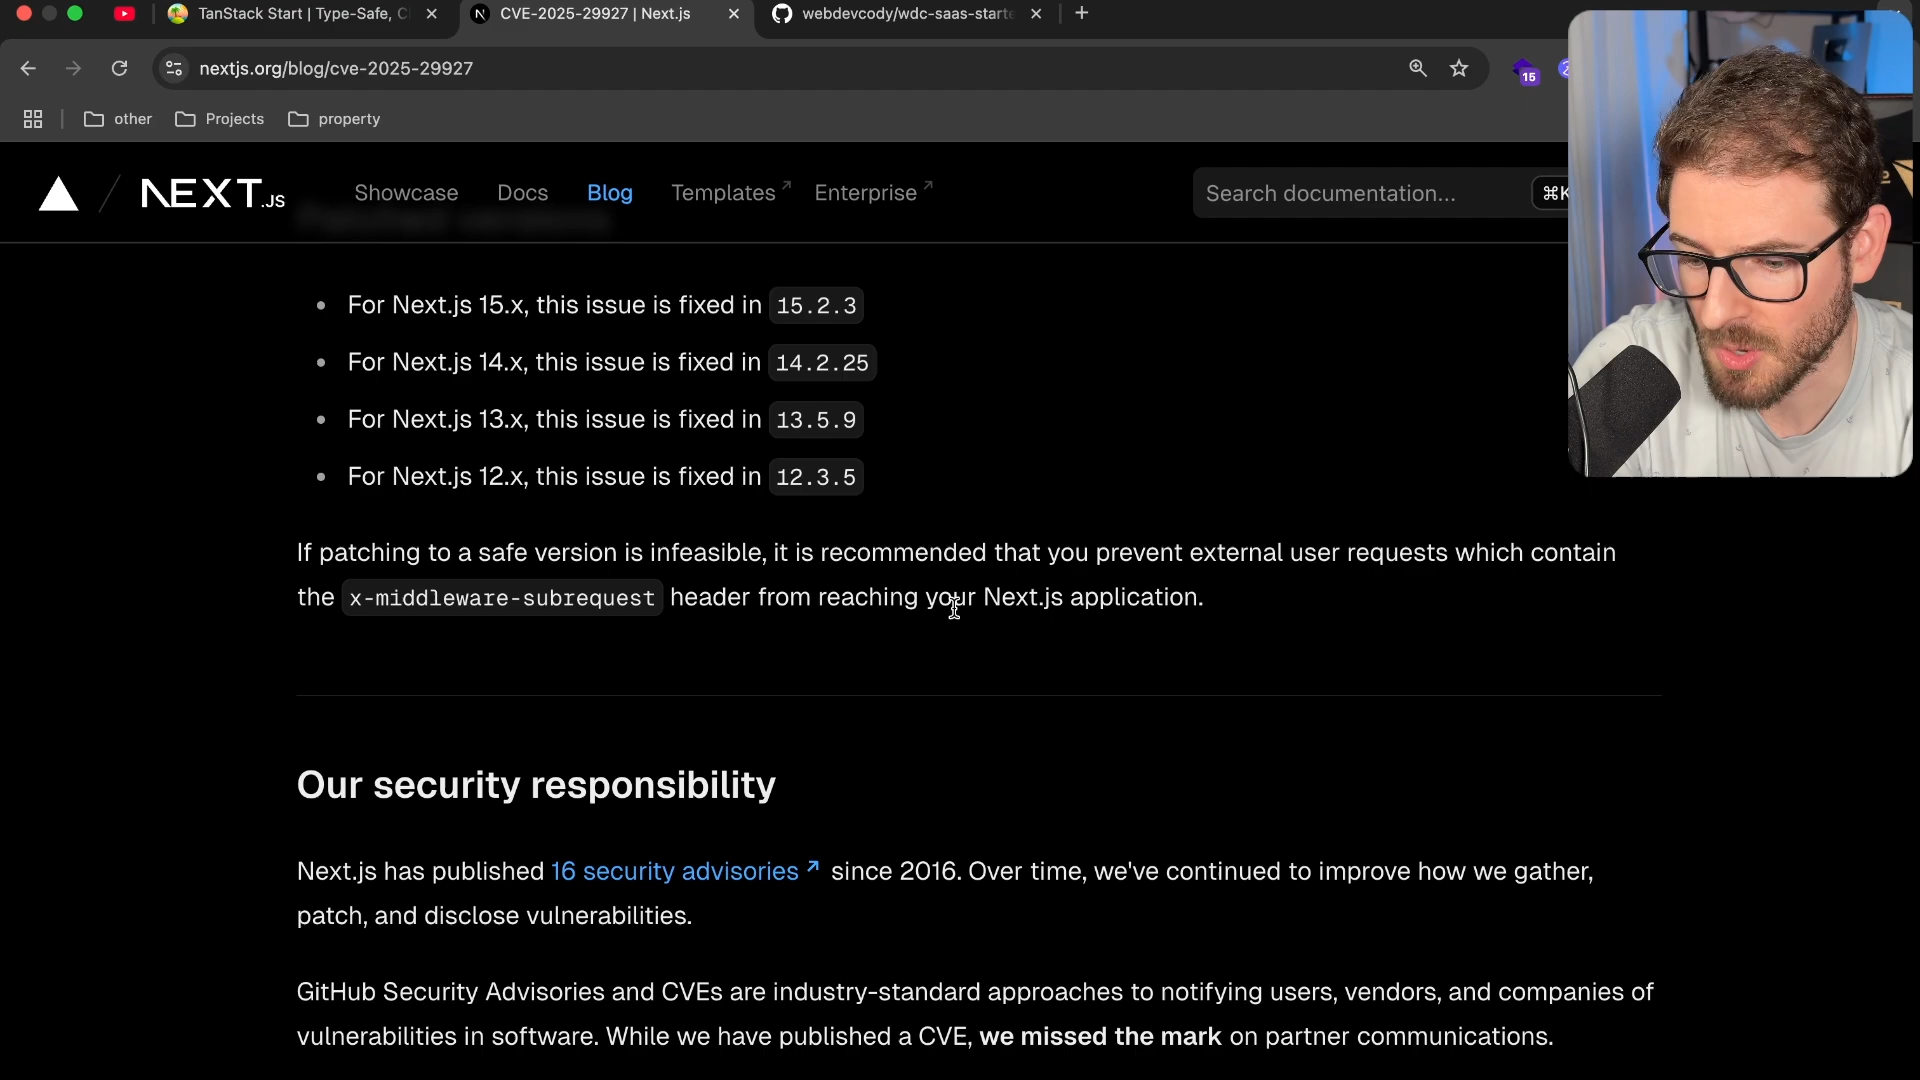 TanStack Start | Type-Safe, C
CVE-2025-29927 | Next.js
webdevcody/wdc-saas-starte
nextjs.org/blog/cve-2025-29927
15
other
Projects
property
NEXT.JS
Showcase
Docs
Blog
Templates
Enterprise
Search documentation...
⌘K
Patched versions
• For Next.js 15.x, this issue is fixed in 15.2.3
• For Next.js 14.x, this issue is fixed in 14.2.25
• For Next.js 13.x, this issue is fixed in 13.5.9
• For Next.js 12.x, this issue is fixed in 12.3.5
If patching to a safe version is infeasible, it is recommended that you prevent external user requests which contain
the x-middleware-subrequest header from reaching your Next.js application.
Our security responsibility
Next.js has published 16 security advisories ↗ since 2016. Over time, we've continued to improve how we gather,
patch, and disclose vulnerabilities.
GitHub Security Advisories and CVEs are industry-standard approaches to notifying users, vendors, and companies of
vulnerabilities in software. While we have published a CVE, we missed the mark on partner communications.